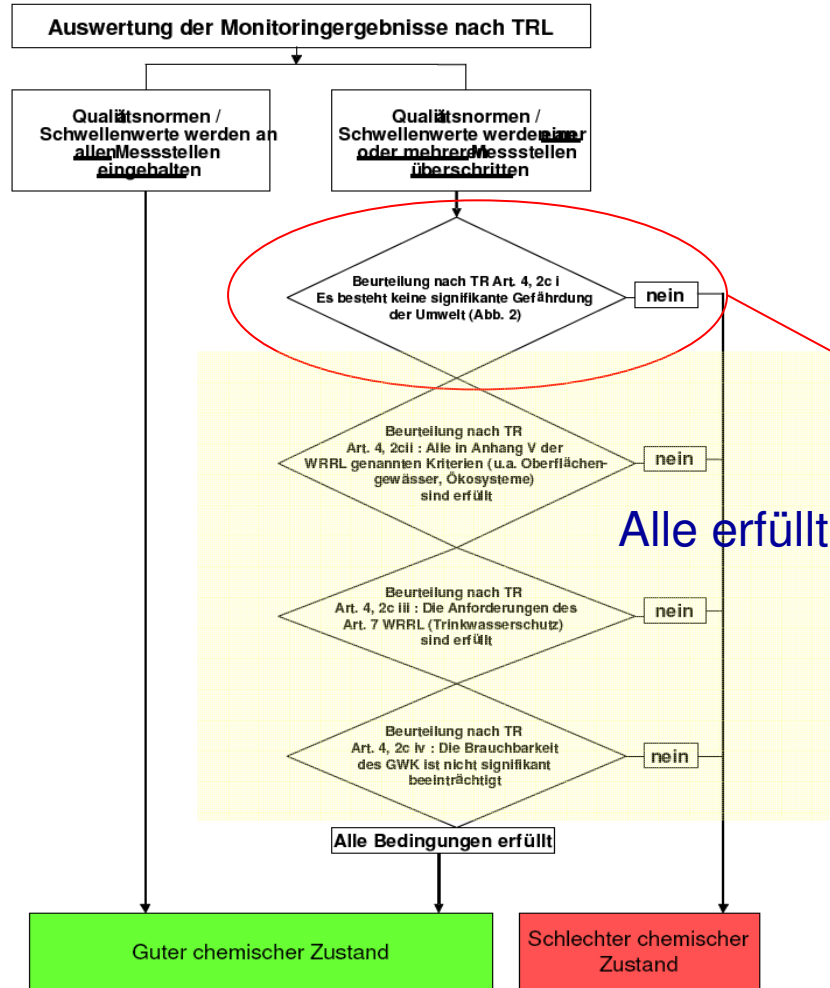 Auswertung der Monitoringergebnisse nach TRL
Qualitätsnormen /
Schwellenwerte werden an
allen Messstellen
eingehalten
Qualitätsnormen /
Schwellenwerte werden an einer
oder mehreren Messstellen
überschritten
Beurteilung nach TR Art. 4, 2c i
Es besteht keine signifikante Gefährdung
der Umwelt (Abb. 2)
nein
Beurteilung nach TR
Art. 4, 2cii : Alle in Anhang V der
WRRL genannten Kriterien (u.a. Oberflächen-
gewässer, Ökosysteme)
sind erfüllt
nein
Alle erfüllt
Beurteilung nach TR
Art. 4, 2c iii : Die Anforderungen des
Art. 7 WRRL (Trinkwasserschutz)
sind erfüllt
nein
Beurteilung nach TR
Art. 4, 2c iv : Die Brauchbarkeit
des GWK ist nicht signifikant
beeinträchtigt
nein
Alle Bedingungen erfüllt
Guter chemischer Zustand
Schlechter chemischer
Zustand